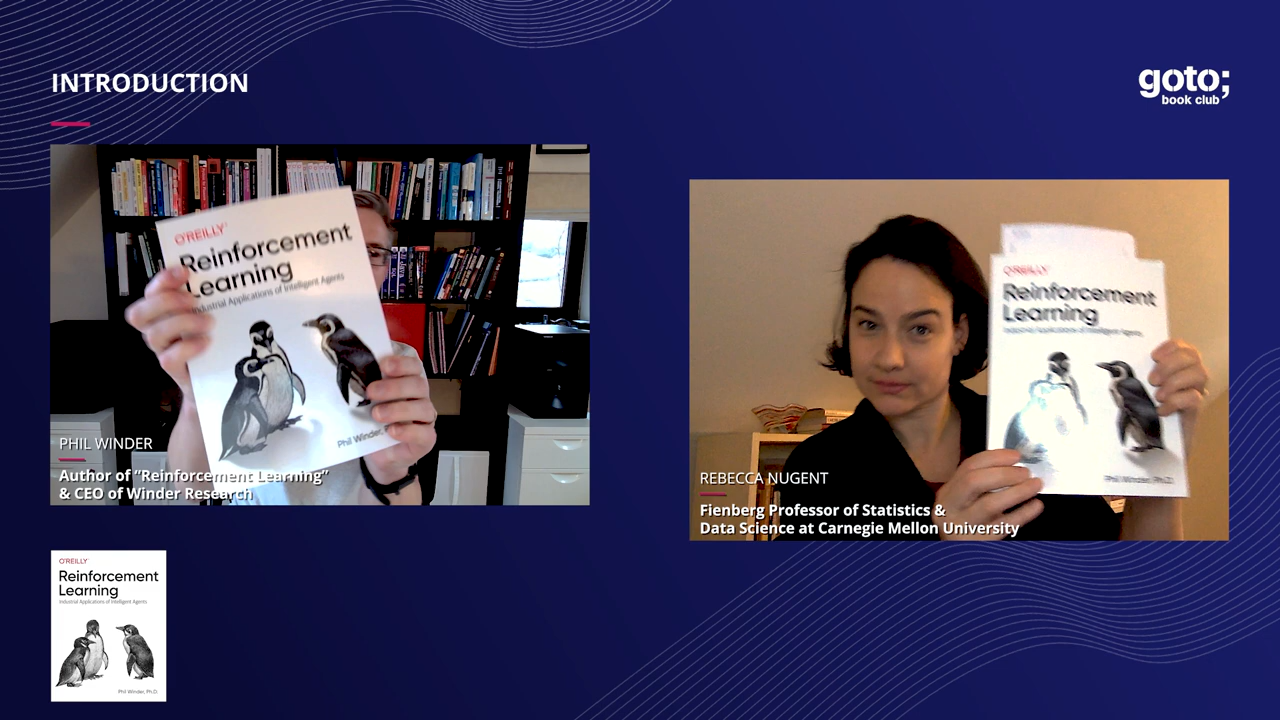 INTRODUCTION
goto;
book club
O'REILLY®
Reinforcement
Learning
Industrial Applications of Intelligent Agents
Phil Winder,
PHIL WINDER
Author of “Reinforcement Learning”
& CEO of Winder Research
O'REILLY®
Reinforcement
Learning
Industrial Applications of Intelligent Agents
Phil Winder, Ph.D.
REBECCA NUGENT
Fienberg Professor of Statistics &
Data Science at Carnegie Mellon University
O'REILLY®
Reinforcement
Learning
Industrial Applications of Intelligent Agents
Phil Winder, Ph.D.